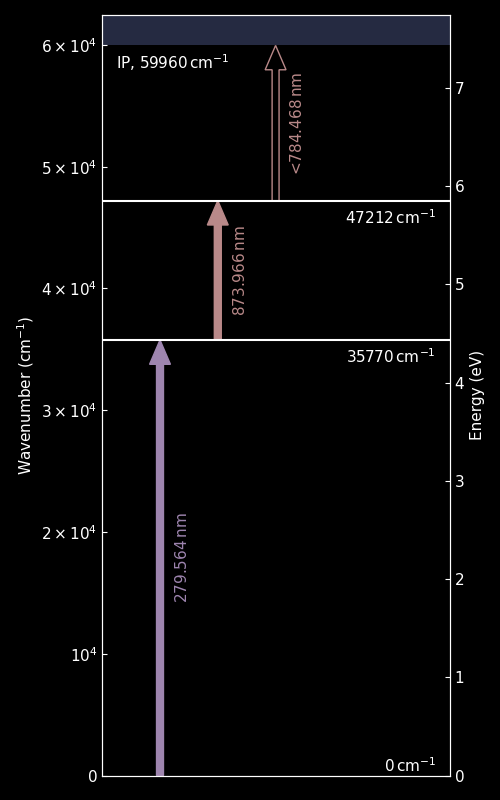 6 × 10⁴
IP, 59960 cm⁻¹
<784.468 nm
7
5 × 10⁴
6
47212 cm⁻¹
873.966 nm
4 × 10⁴
5
35770 cm⁻¹
Wavenumber (cm⁻¹)
Energy (eV)
4
3 × 10⁴
3
279.564 nm
2 × 10⁴
2
10⁴
1
0 cm⁻¹
0
0